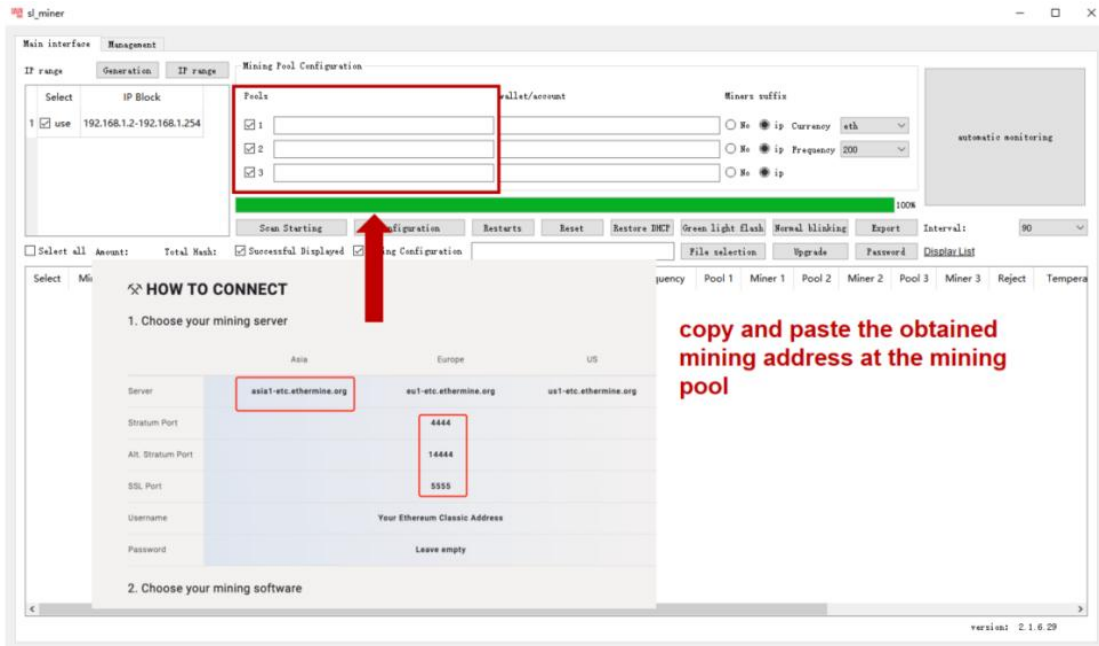 sl_miner
Main interface Management
IP range Generation IP range Mining Pool Configuration
Select IP Block Pools wallet/account Miners suffix
1 use 192.168.1.2-192.168.1.254 1 No ip Currency eth
2 No ip Frequency 200
3 No ip
automatic monitoring
100%
Scan Starting Restarts Reset Restore DHCP Green light flash Normal blinking Export Interval: 90
Select all Amount: Total Hash: Successful Displayed Configuration File selection Upgrade Password Display List
Select Pool 1 Miner 1 Pool 2 Miner 2 Pool 3 Miner 3 Reject
HOW TO CONNECT
1. Choose your mining server
Asia Europe US
Server asia1-etc.ethermine.org eu1-etc.ethermine.org us1-etc.ethermine.org
Stratum Port 4444
Alt. Stratum Port 14444
SSL Port 5555
Username Your Ethereum Classic Address
Password Leave empty
2. Choose your mining software
copy and paste the obtained
mining address at the mining
pool
version: 2.1.6.29